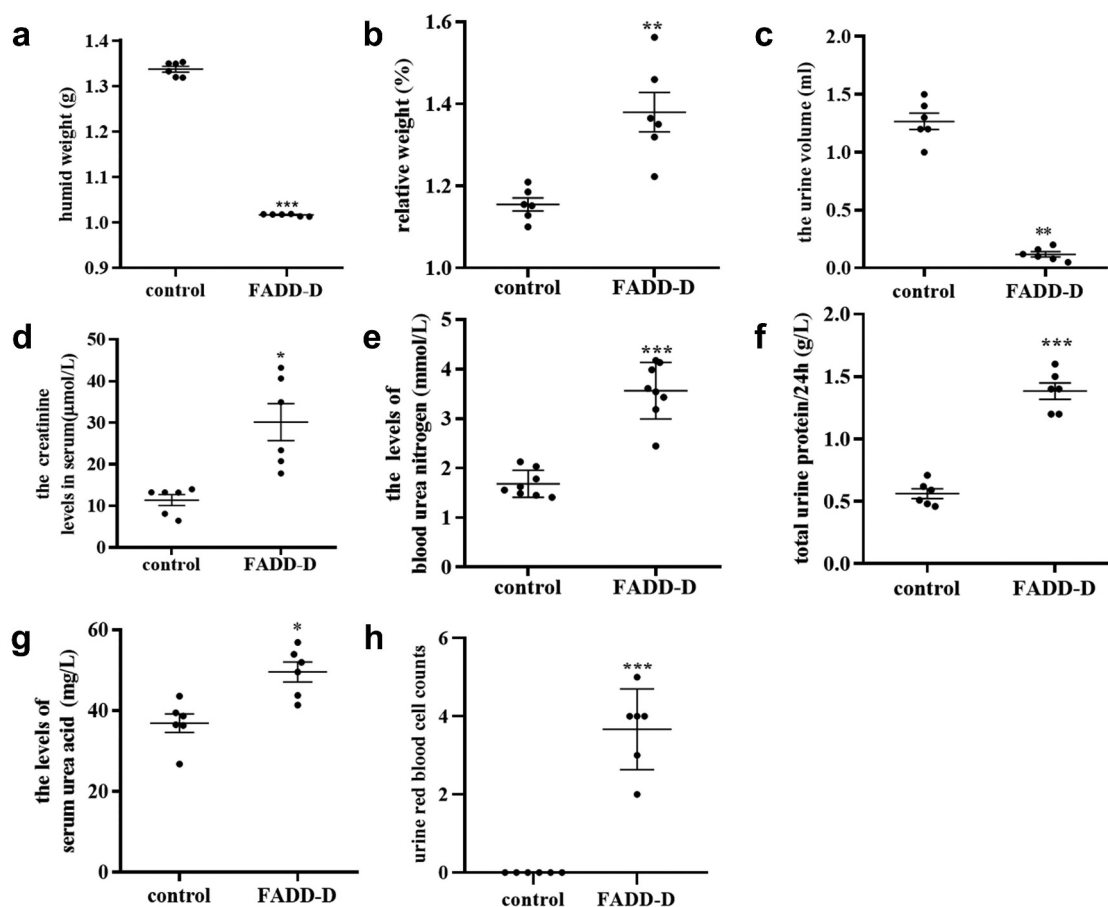 a
humid weight (g)
1.4
1.3
1.2
1.1
1.0
0.9
***
control
FADD-D
b
relative weight (%)
1.6
1.4
1.2
1.0
**
control
FADD-D
c
the urine volume (ml)
2.0
1.5
1.0
0.5
0.0
**
control
FADD-D
d
the creatinine
levels in serum(μmol/L)
50
40
30
20
10
0
*
control
FADD-D
e
the levels of
blood urea nitrogen (mmol/L)
5
4
3
2
1
0
***
control
FADD-D
f
total urine protein/24h (g/L)
2.0
1.5
1.0
0.5
0.0
***
control
FADD-D
g
the levels of
serum urea acid (mg/L)
60
40
20
0
*
control
FADD-D
h
urine red blood cell counts
6
4
2
0
***
control
FADD-D